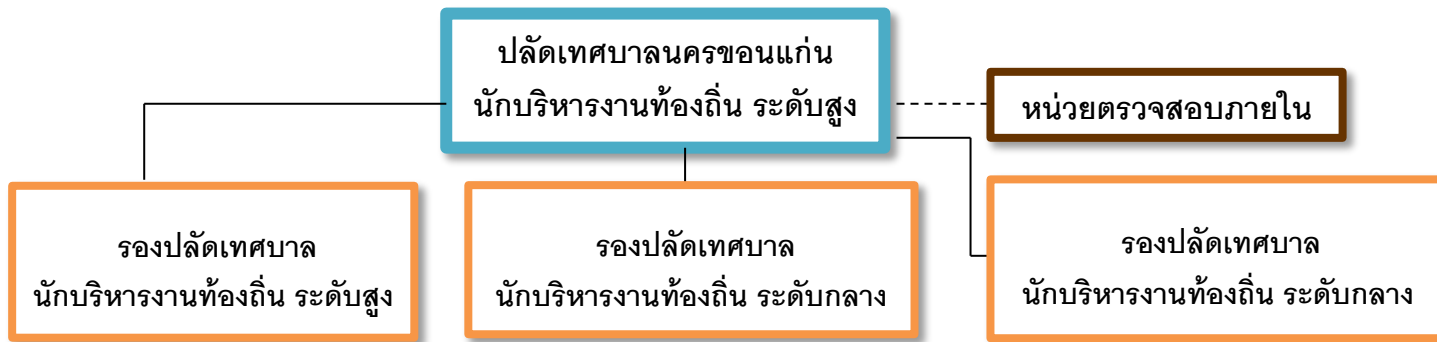 ปลัดเทศบาลนครขอนแก่น
นักบริหารงานท้องถิ่น ระดับสูง
หน่วยตรวจสอบภายใน
รองปลัดเทศบาล
นักบริหารงานท้องถิ่น ระดับสูง
รองปลัดเทศบาล
นักบริหารงานท้องถิ่น ระดับกลาง
รองปลัดเทศบาล
นักบริหารงานท้องถิ่น ระดับกลาง